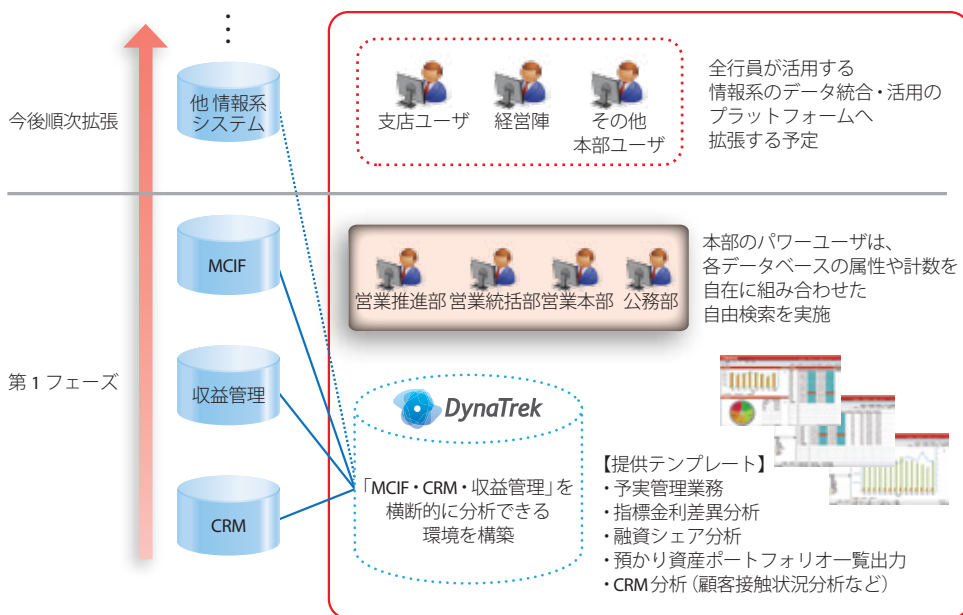 今後順次拡張
他 情報系
システム
支店ユーザ
経営陣
その他
本部ユーザ
全行員が活用する
情報系のデータ統合・活用の
プラットフォームへ
拡張する予定
第1フェーズ
MCIF
収益管理
CRM
営業推進部
営業統括部
営業本部
公務部
本部のパワーユーザは、
各データベースの属性や計数を
自在に組み合わせた
自由検索を実施
DynaTrek
「MCIF・CRM・収益管理」を
横断的に分析できる
環境を構築
【提供テンプレート】
・予実管理業務
・指標金利差異分析
・融資シェア分析
・預かり資産ポートフォリオ一覧出力
・CRM分析（顧客接触状況分析など）